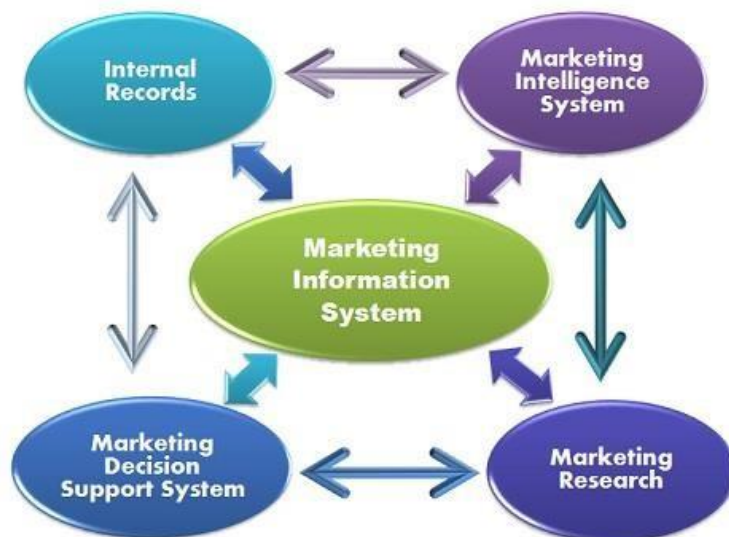 Internal
Records
Marketing
Intelligence
System
Marketing
Information
System
Marketing
Decision
Support System
Marketing
Research